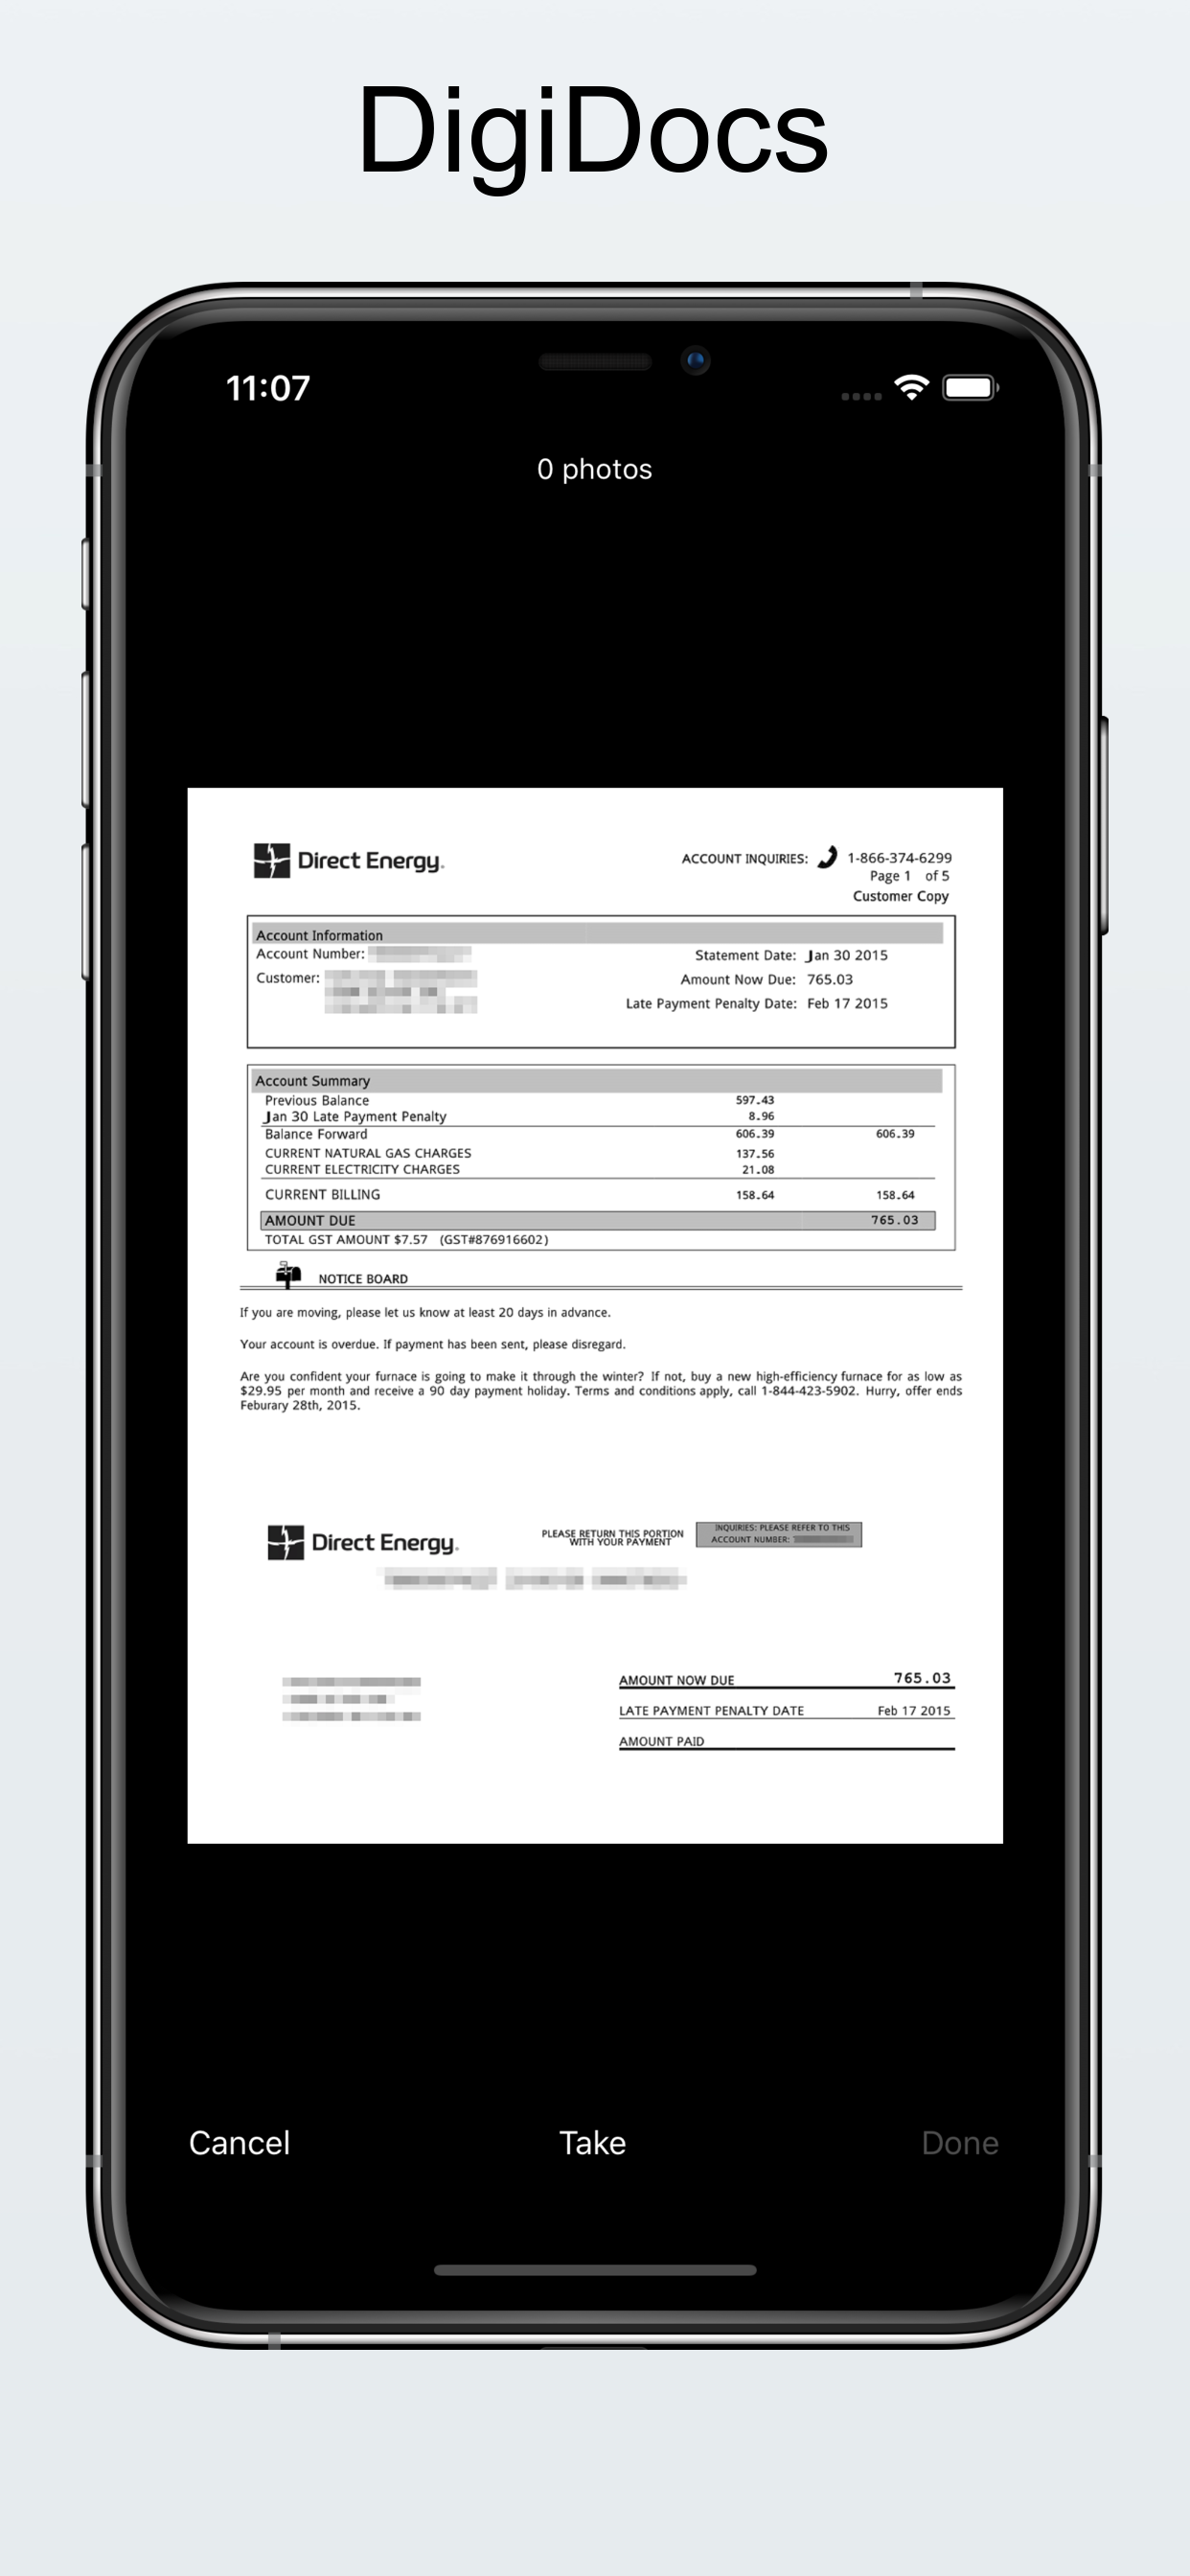 DigiDocs
11:07
0 photos
Direct Energy.
ACCOUNT INQUIRIES: 1-866-374-6299
Page 1 of 5
Customer Copy
Account Information
Account Number:
Statement Date: Jan 30 2015
Customer:
Amount Now Due: 765.03
Late Payment Penalty Date: Feb 17 2015
Account Summary
Previous Balance 597.43
Jan 30 Late Payment Penalty 8.96
Balance Forward 606.39 606.39
CURRENT NATURAL GAS CHARGES 137.56
CURRENT ELECTRICITY CHARGES 21.08
CURRENT BILLING 158.64 158.64
AMOUNT DUE 765.03
TOTAL GST AMOUNT $7.57 (GST#876916602)
NOTICE BOARD
If you are moving, please let us know at least 20 days in advance.
Your account is overdue. If payment has been sent, please disregard.
Are you confident your furnace is going to make it through the winter? If not, buy a new high-efficiency furnace for as low as
$29.95 per month and receive a 90 day payment holiday. Terms and conditions apply, call 1-844-423-5902. Hurry, offer ends
Feburary 28th, 2015.
Direct Energy.
PLEASE RETURN THIS PORTION
WITH YOUR PAYMENT
INQUIRIES: PLEASE REFER TO THIS
ACCOUNT NUMBER:
AMOUNT NOW DUE 765.03
LATE PAYMENT PENALTY DATE Feb 17 2015
AMOUNT PAID
Cancel
Take
Done